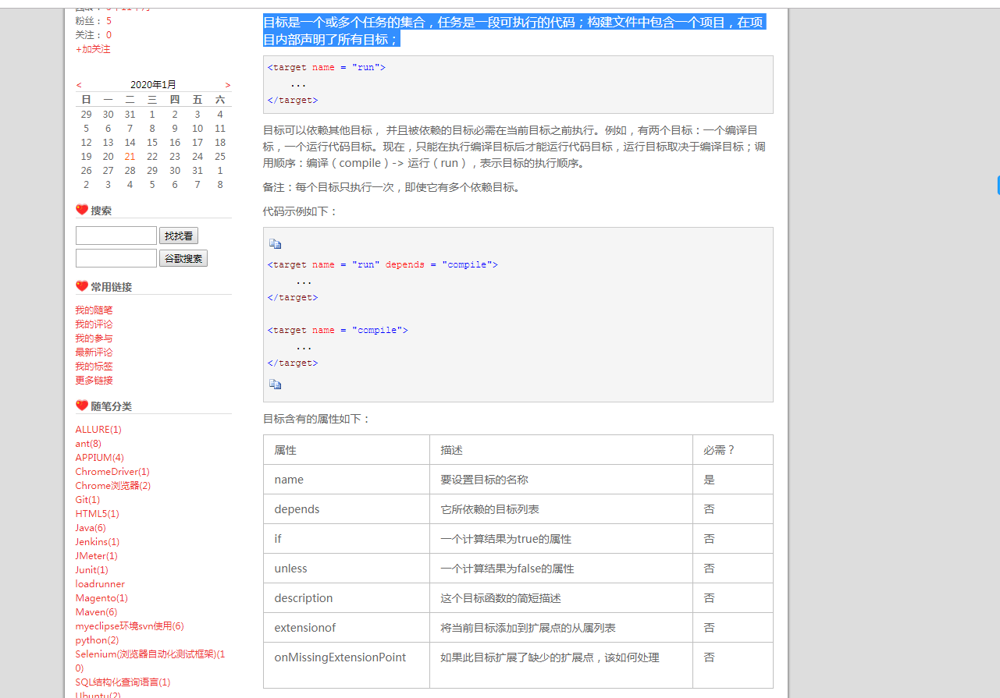 粉丝： 5
关注： 0
+加关注
< 2020年1月 >
日 一 二 三 四 五 六
29 30 31 1 2 3 4
5 6 7 8 9 10 11
12 13 14 15 16 17 18
19 20 21 22 23 24 25
26 27 28 29 30 31 1
2 3 4 5 6 7 8
搜索
找找看
谷歌搜索
常用链接
我的随笔
我的评论
我的参与
最新评论
我的标签
更多链接
随笔分类
ALLURE(1)
ant(8)
APPIUM(4)
ChromeDriver(1)
Chrome浏览器(2)
Git(1)
HTML5(1)
Java(6)
Jenkins(1)
JMeter(1)
Junit(1)
loadrunner
Magento(1)
Maven(6)
myeclipse环境svn使用(6)
python(2)
Selenium(浏览器自动化测试框架)(1
0)
SQL结构化查询语言(1)
Ubuntu(2)
目标是一个或多个任务的集合，任务是一段可执行的代码；构建文件中包含一个项目，在项
目内部声明了所有目标；
<target name = "run">
...
</target>
目标可以依赖其他目标， 并且被依赖的目标必需在当前目标之前执行。例如，有两个目标：一个编译目
标，一个运行代码目标。现在，只能在执行编译目标后才能运行代码目标，运行目标取决于编译目标；调
用顺序：编译（compile）-> 运行（run），表示目标的执行顺序。
备注：每个目标只执行一次，即使它有多个依赖目标。
代码示例如下：
<target name = "run" depends = "compile">
...
</target>
<target name = "compile">
...
</target>
目标含有的属性如下：
属性 描述 必需？
name 要设置目标的名称 是
depends 它所依赖的目标列表 否
if 一个计算结果为true的属性 否
unless 一个计算结果为false的属性 否
description 这个目标函数的简短描述 否
extensionof 将当前目标添加到扩展点的从属列表 否
onMissingExtensionPoint 如果此目标扩展了缺少的扩展点，该如何处理 否